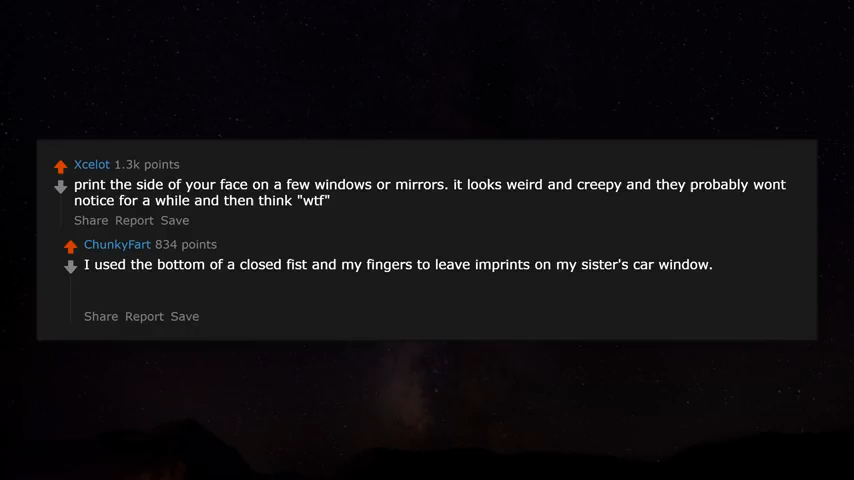 Xcelot 1.3k points
print the side of your face on a few windows or mirrors. it looks weird and creepy and they probably wont
notice for a while and then think "wtf"
Share Report Save
ChunkyFart 834 points
I used the bottom of a closed fist and my fingers to leave imprints on my sister's car window.
Share Report Save